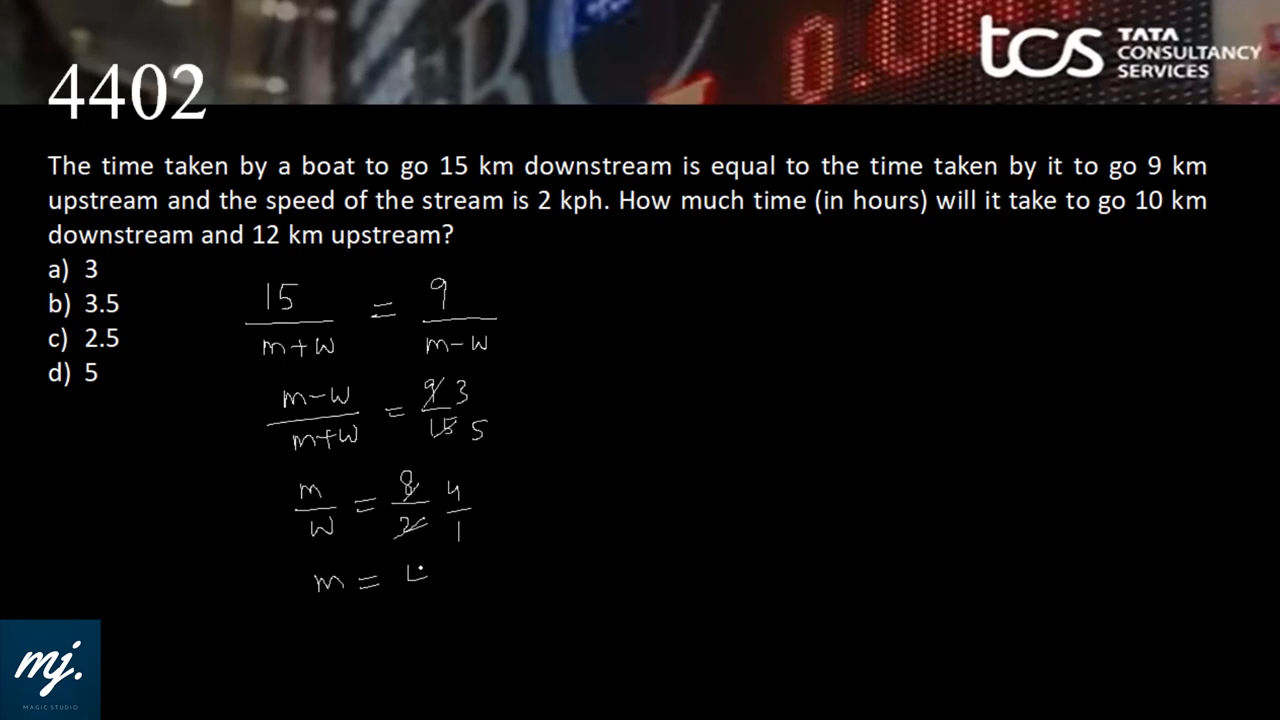 tcs TATA
CONSULTANCY
SERVICES
4402
The time taken by a boat to go 15 km downstream is equal to the time taken by it to go 9 km
upstream and the speed of the stream is 2 kph. How much time (in hours) will it take to go 10 km
downstream and 12 km upstream?
a) 3
b) 3.5
c) 2.5
d) 5
15 = 9
m+w m-w
m-w = 9 3
m+w 15 5
m = 8 4
w 2 1
m = 4
mj.
MAGIC STUDIO